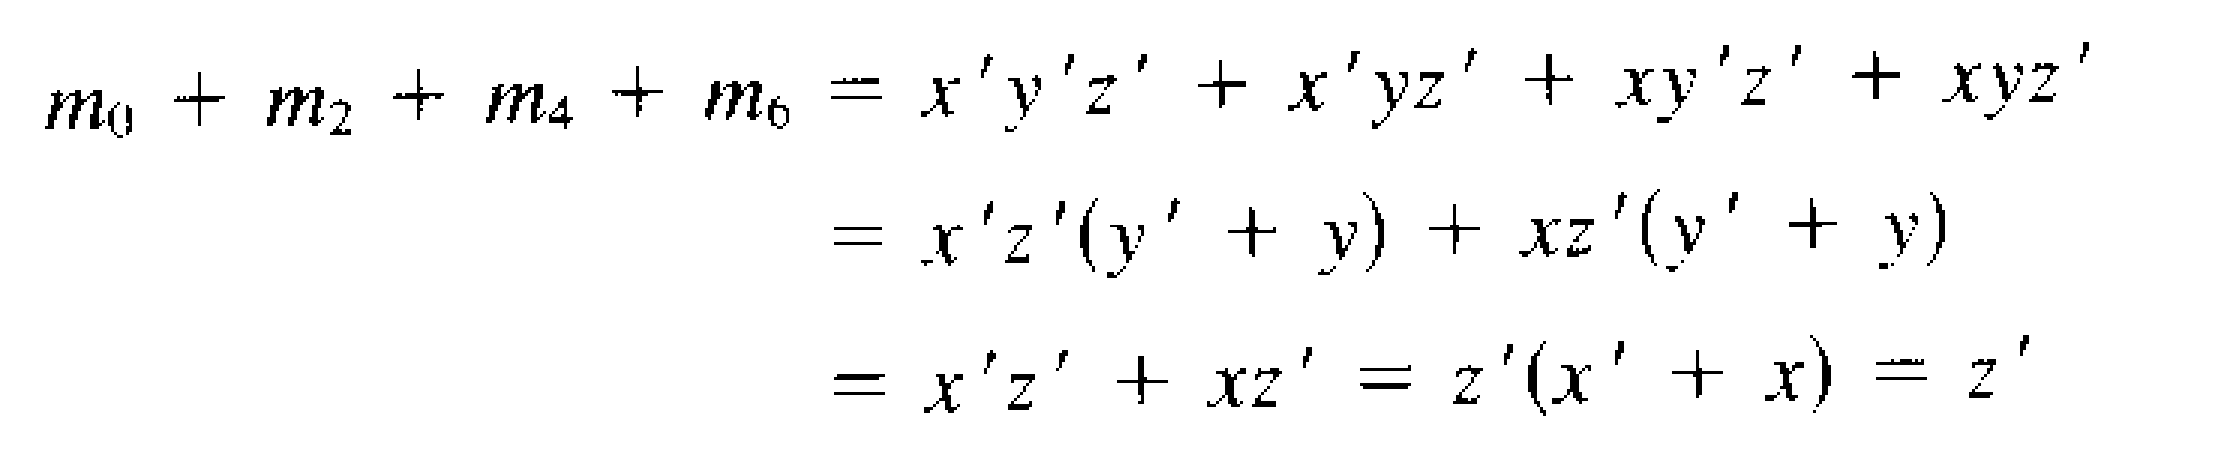 m₀ + m₂ + m₄ + m₆ = x′y′z′ + x′yz′ + xy′z′ + xyz′
= x′z′(y′ + y) + xz′(y′ + y)
= x′z′ + xz′ = z′(x′ + x) = z′